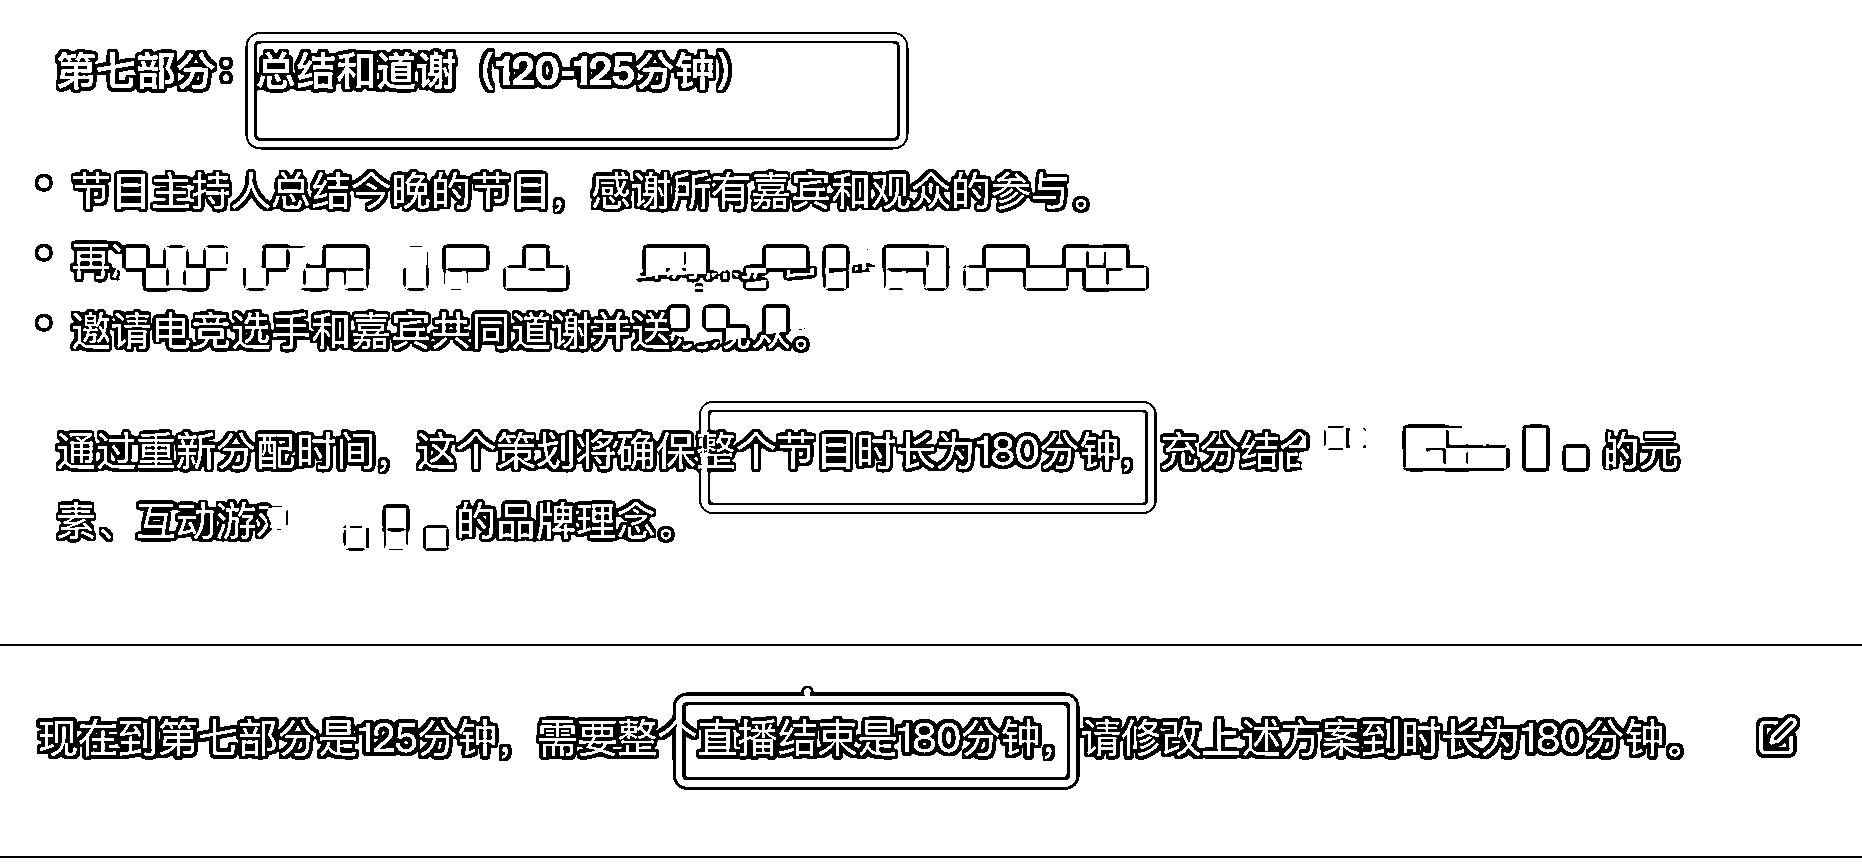 第七部分：总结和道谢（120-125分钟）
节目主持人总结今晚的节目，感谢所有嘉宾和观众的参与。
再
邀请电竞选手和嘉宾共同道谢并送 观众。
通过重新分配时间，这个策划将确保整个节目时长为180分钟，充分结合 的元
素、互动游戏 的品牌理念。
现在到第七部分是125分钟，需要整个直播结束是180分钟，请修改上述方案到时长为180分钟。